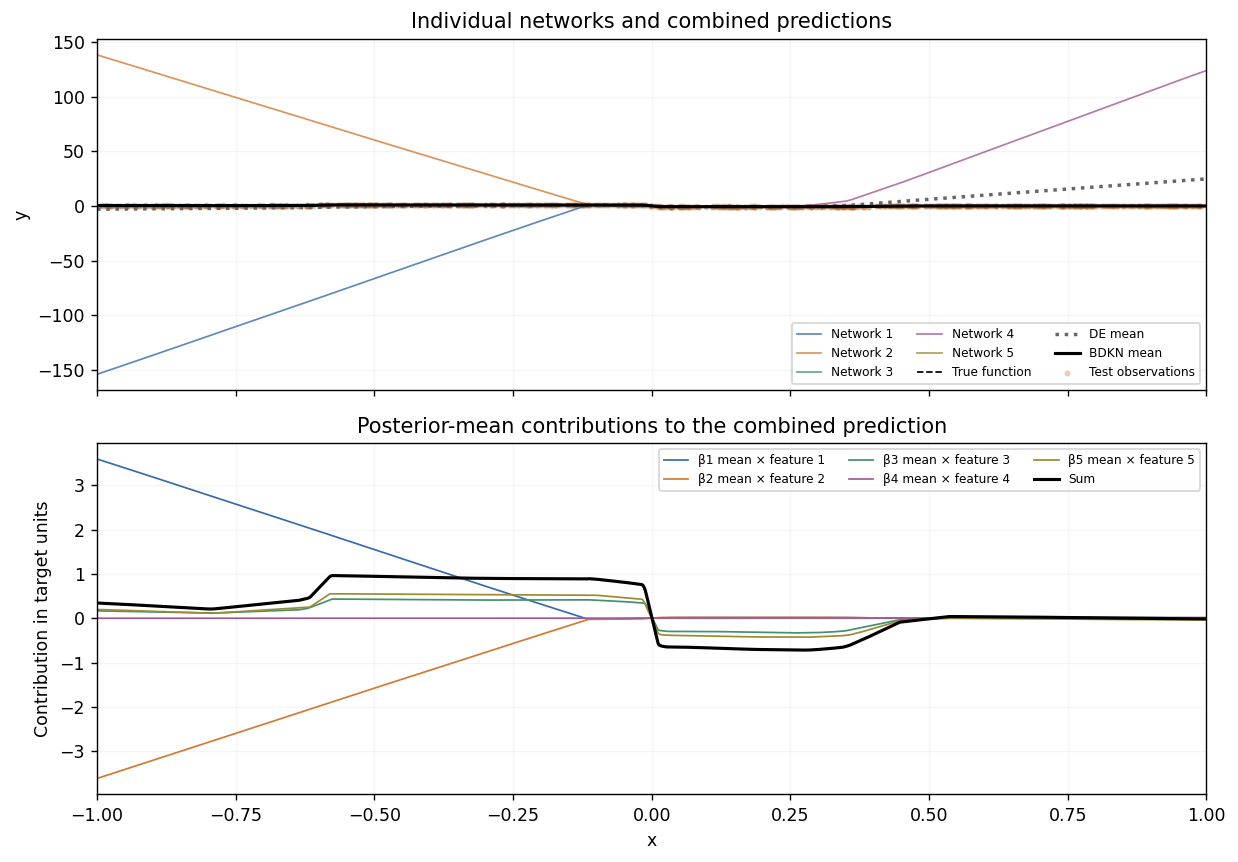 Individual networks and combined predictions
150
100
50
0
−50
−100
−150
y
Network 1
Network 2
Network 3
Network 4
Network 5
True function
DE mean
BDKN mean
Test observations
Posterior-mean contributions to the combined prediction
3
2
1
0
−1
−2
−3
Contribution in target units
β1 mean × feature 1
β2 mean × feature 2
β3 mean × feature 3
β4 mean × feature 4
β5 mean × feature 5
Sum
−1.00 −0.75 −0.50 −0.25 0.00 0.25 0.50 0.75 1.00
x